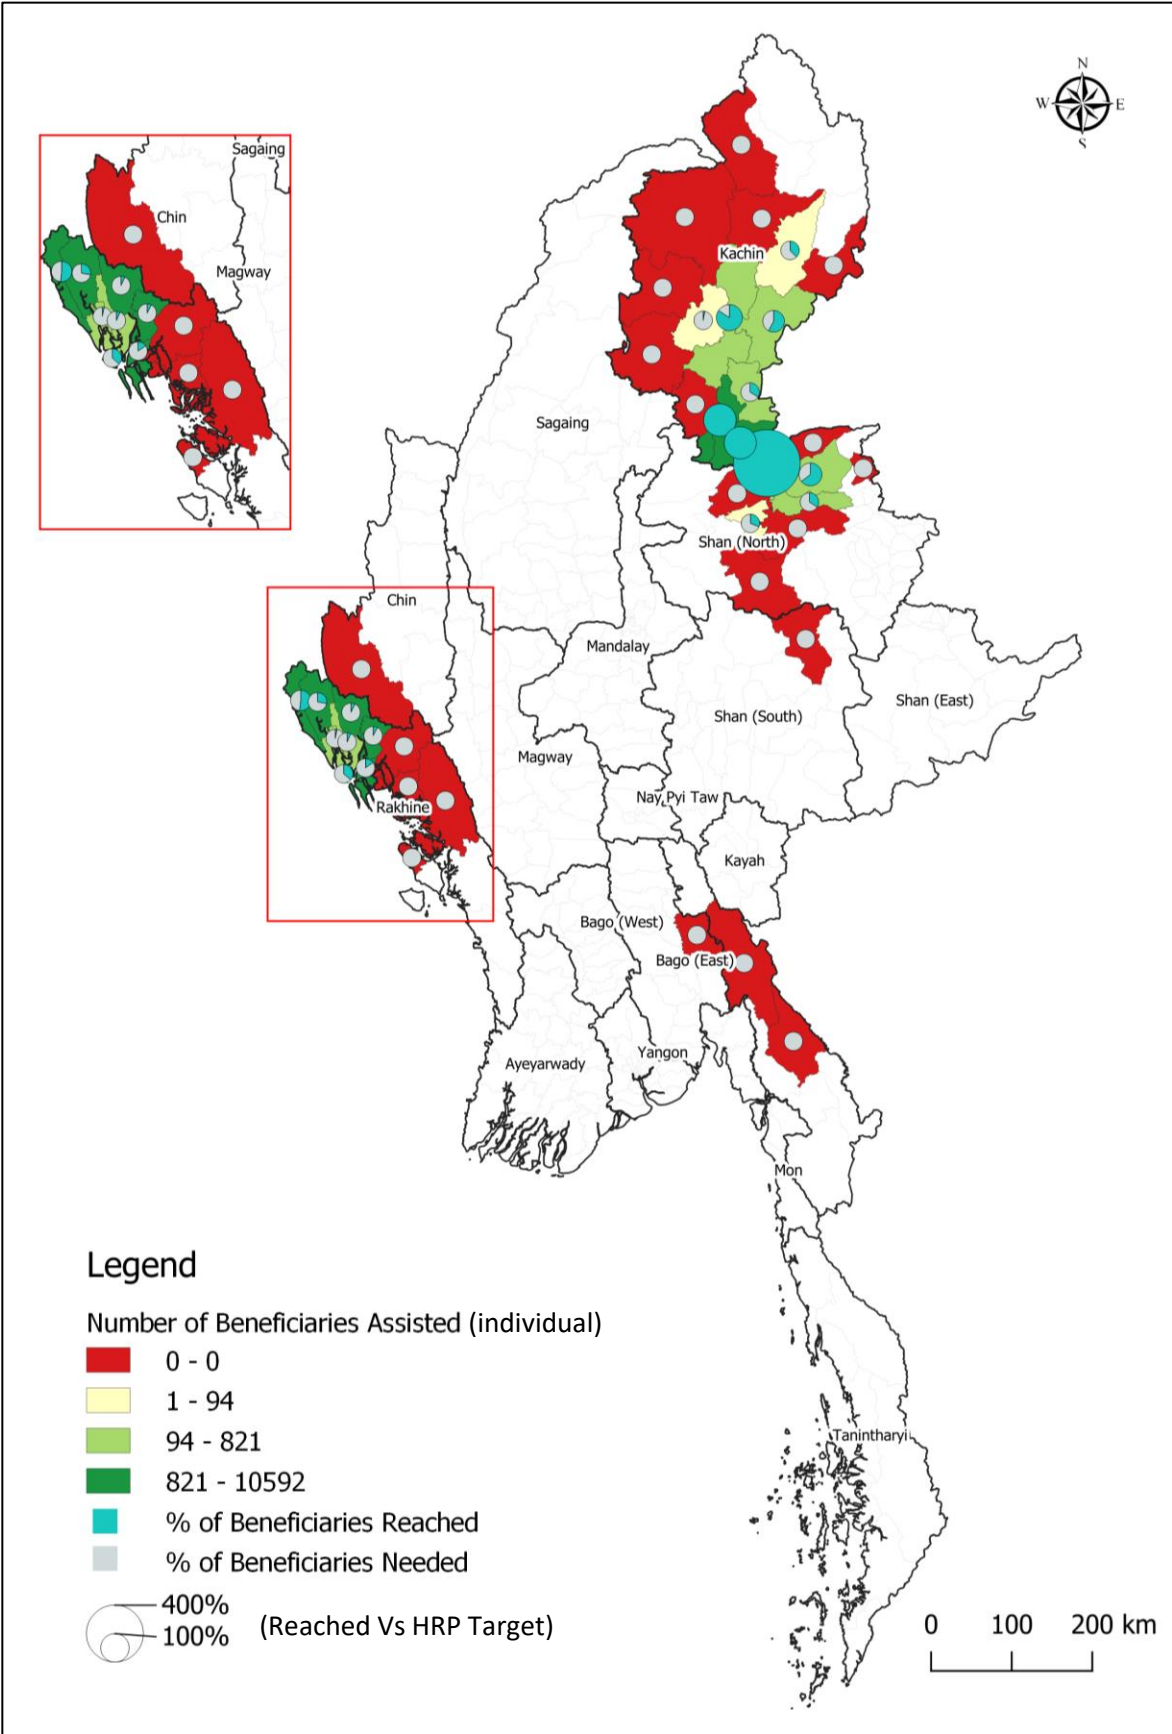 N
W E
S
Sagaing
Chin
Magway
Kachin
Sagaing
Shan (North)
Chin
Mandalay
Shan (East)
Shan (South)
Magway
Nay Pyi Taw
Rakhine
Kayah
Bago (West)
Bago (East)
Yangon
Ayeyarwady
Mon
Tanintharyi
Legend
Number of Beneficiaries Assisted (individual)
0 - 0
1 - 94
94 - 821
821 - 10592
% of Beneficiaries Reached
% of Beneficiaries Needed
400%
100%
(Reached Vs HRP Target)
0 100 200 km